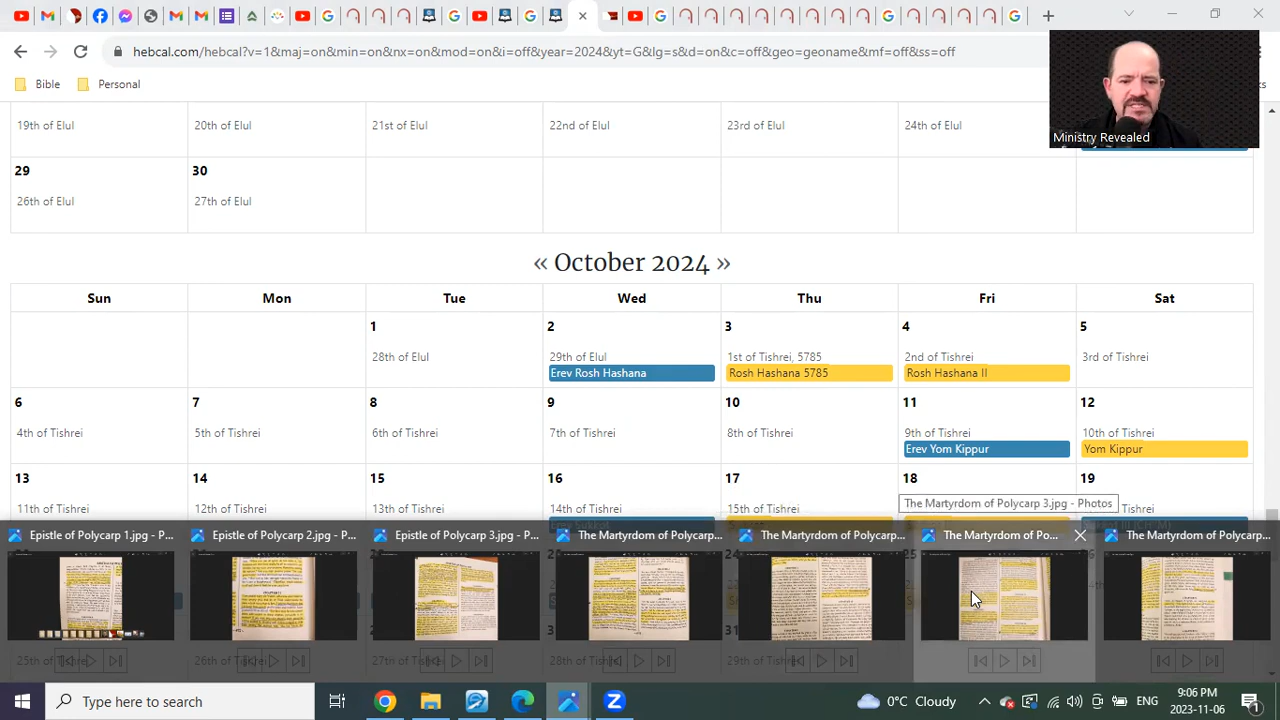 hebcal.com/hebcal?v=1&maj=on&min=on&nx=on&mod=on&i=off&year=2024&yt=G&lg=s&d=on&c=off&geo=geoname&mf=off&ss=off
Bible
Personal
Ministry Revealed
19th of Elul
20th of Elul
21st of Elul
22nd of Elul
23rd of Elul
24th of Elul
29
30
26th of Elul
27th of Elul
« October 2024 »
Sun Mon Tue Wed Thu Fri Sat
1 2 3 4 5
28th of Elul
29th of Elul
1st of Tishrei, 5785
2nd of Tishrei
3rd of Tishrei
Erev Rosh Hashana
Rosh Hashana 5785
Rosh Hashana II
6 7 8 9 10 11 12
4th of Tishrei
5th of Tishrei
6th of Tishrei
7th of Tishrei
8th of Tishrei
9th of Tishrei
10th of Tishrei
Erev Yom Kippur
Yom Kippur
13 14 15 16 17 18 19
11th of Tishrei
12th of Tishrei
13th of Tishrei
14th of Tishrei
15th of Tishrei
The Martyrdom of Polycarp 3.jpg - Photos
Epistle of Polycarp 1.jpg - P...
Epistle of Polycarp 2.jpg - P...
Epistle of Polycarp 3.jpg - P...
The Martyrdom of Polycarp...
The Martyrdom of Polycarp...
The Martyrdom of Po...
The Martyrdom of Polycarp...
25th of
26th of
27th of
28th of
29th of
Type here to search
0°C Cloudy
ENG
9:06 PM
2023-11-06